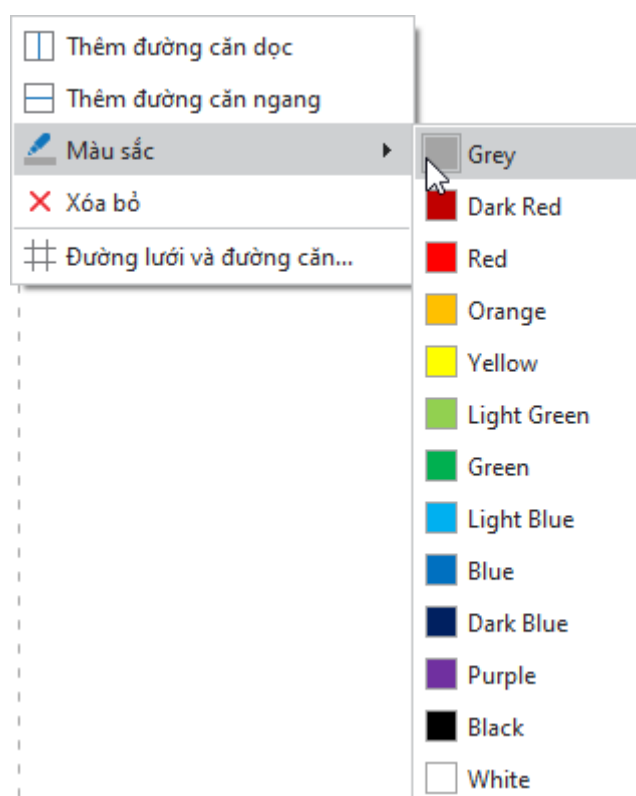 Thêm đường căn dọc
Thêm đường căn ngang
Màu sắc
Xóa bỏ
Đường lưới và đường căn...
Grey
Dark Red
Red
Orange
Yellow
Light Green
Green
Light Blue
Blue
Dark Blue
Purple
Black
White